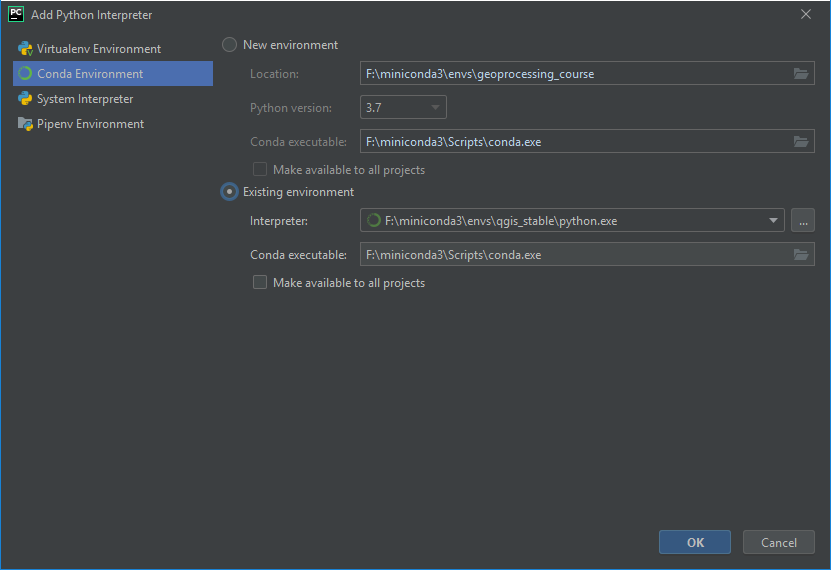 PC Add Python Interpreter
Virtualenv Environment
Conda Environment
System Interpreter
Pipenv Environment
New environment
Location: F:\miniconda3\envs\geoprocessing_course
Python version: 3.7
Conda executable: F:\miniconda3\Scripts\conda.exe
Make available to all projects
Existing environment
Interpreter: F:\miniconda3\envs\qgis_stable\python.exe ...
Conda executable: F:\miniconda3\Scripts\conda.exe
Make available to all projects
OK Cancel